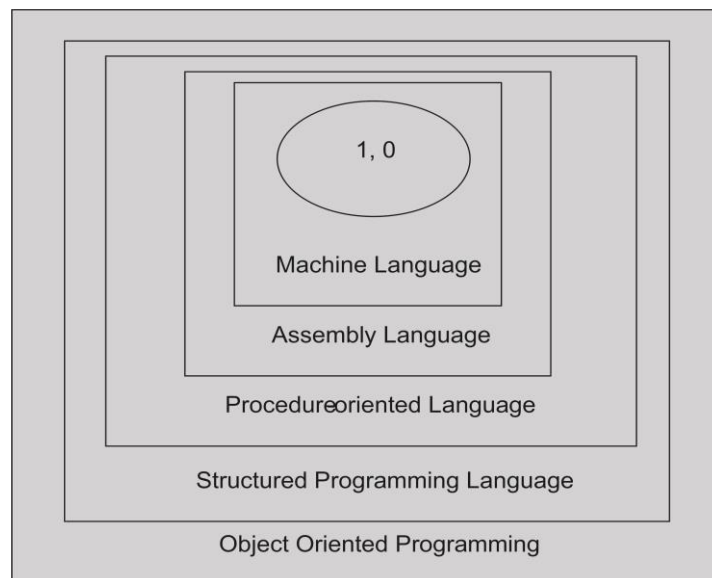 1, 0
Machine Language
Assembly Language
Procedureoriented Language
Structured Programming Language
Object Oriented Programming